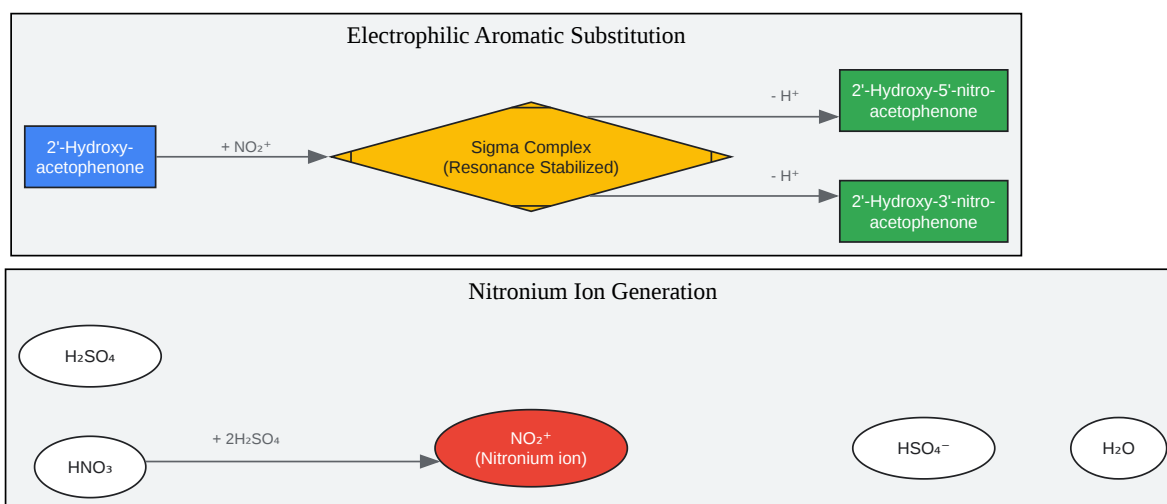 Electrophilic Aromatic Substitution
2'-Hydroxy-
acetophenone
+ NO₂⁺
Sigma Complex
(Resonance Stabilized)
- H⁺
2'-Hydroxy-5'-nitro-
acetophenone
- H⁺
2'-Hydroxy-3'-nitro-
acetophenone
Nitronium Ion Generation
H₂SO₄
HNO₃
+ 2H₂SO₄
NO₂⁺
(Nitronium ion)
HSO₄⁻
H₂O